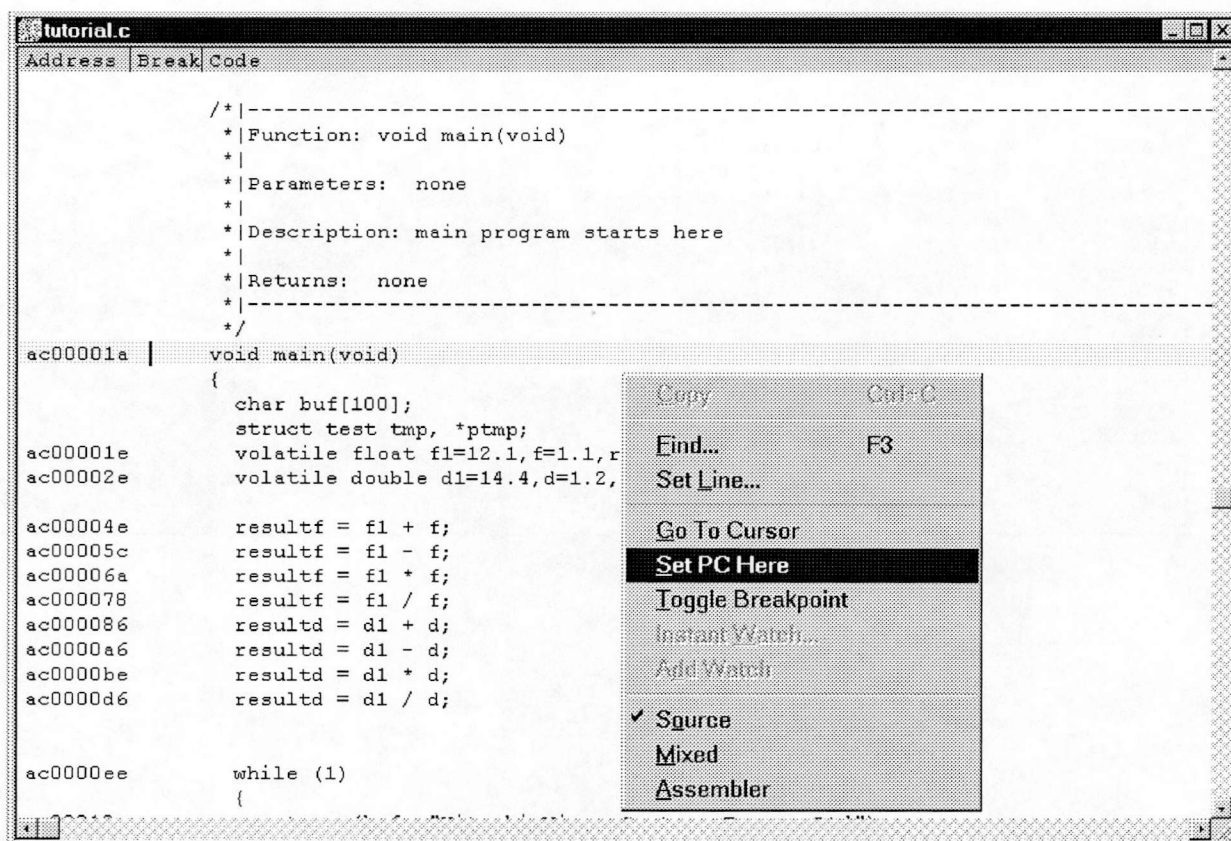 tutorial.c
Address Break Code
/*|------------------------------------------------------------
*|Function: void main(void)
*|
*|Parameters: none
*|
*|Description: main program starts here
*|
*|Returns: none
*|------------------------------------------------------------
*/
ac00001a void main(void)
{
char buf[100];
struct test tmp, *ptmp;
ac00001e volatile float f1=12.1,f=1.1,r
ac00002e volatile double d1=14.4,d=1.2,
ac00004e resultf = f1 + f;
ac00005c resultf = f1 - f;
ac00006a resultf = f1 * f;
ac000078 resultf = f1 / f;
ac000086 resultd = d1 + d;
ac0000a6 resultd = d1 - d;
ac0000be resultd = d1 * d;
ac0000d6 resultd = d1 / d;
ac0000ee while (1)
{
Copy Ctrl+C
Find... F3
Set Line...
Go To Cursor
Set PC Here
Toggle Breakpoint
Instant Watch...
Add Watch
✔ Source
Mixed
Assembler